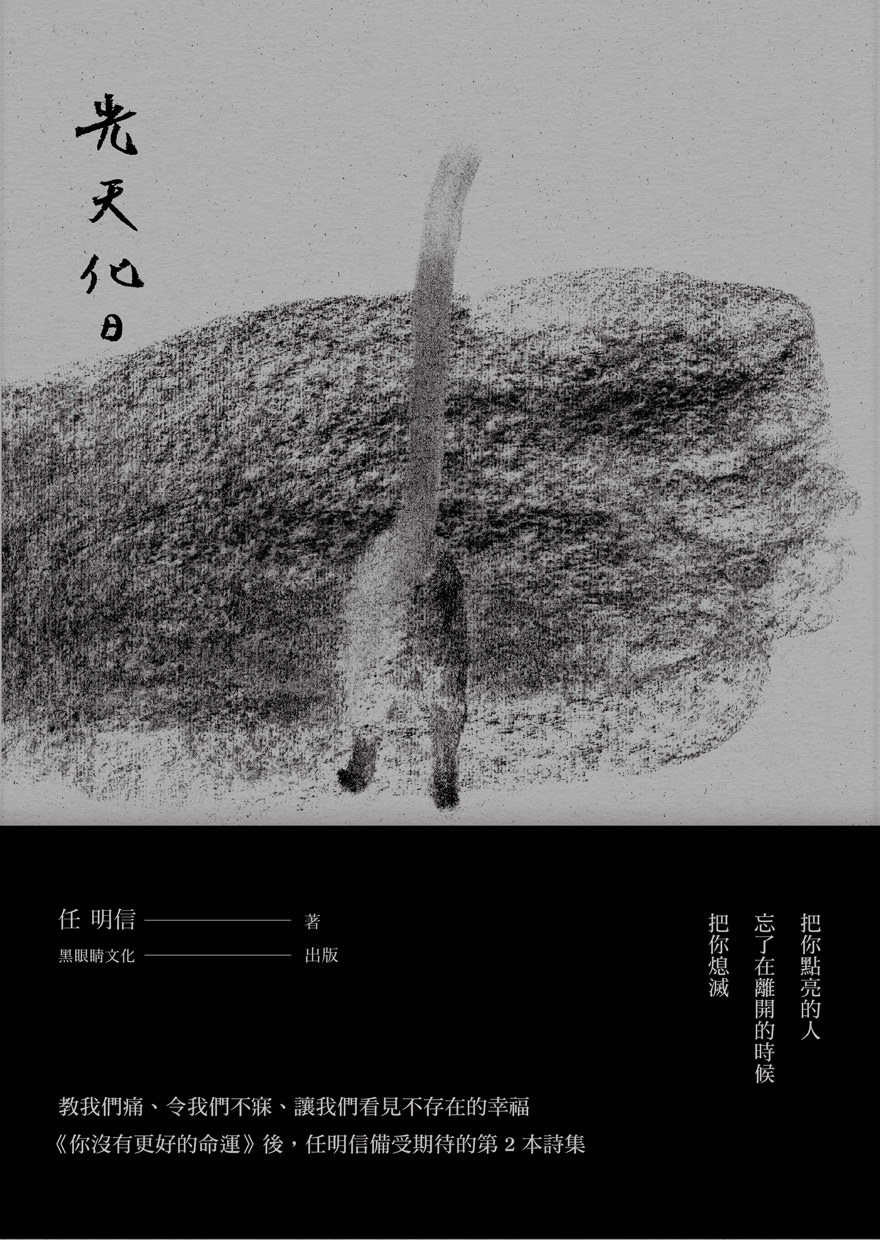 光天化日
任 明信 著
黑眼睛文化 出版
把你點亮的人
忘了在離開的時候
把你熄滅
教我們痛、令我們不寐、讓我們看見不存在的幸福
《你沒有更好的命運》後，任明信備受期待的第 2 本詩集